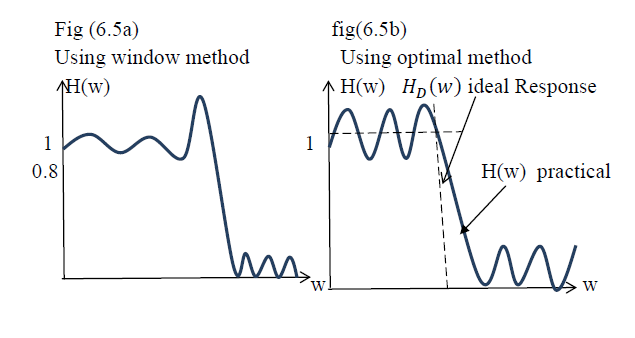 Fig (6.5a)
Using window method
H(w)
1
0.8
w
fig(6.5b)
Using optimal method
H(w) H_D(w) ideal Response
1
H(w) practical
w